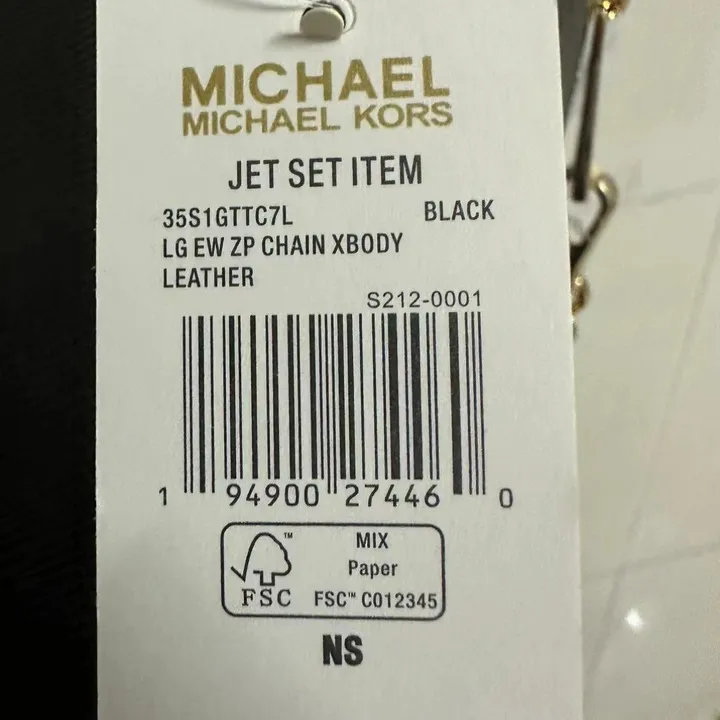 MICHAEL
MICHAEL KORS
JET SET ITEM
35S1GTTC7L BLACK
LG EW ZP CHAIN XBODY
LEATHER
S212-0001
1 94900 27446 0
FSC™
MIX
Paper
FSC™ C012345
NS